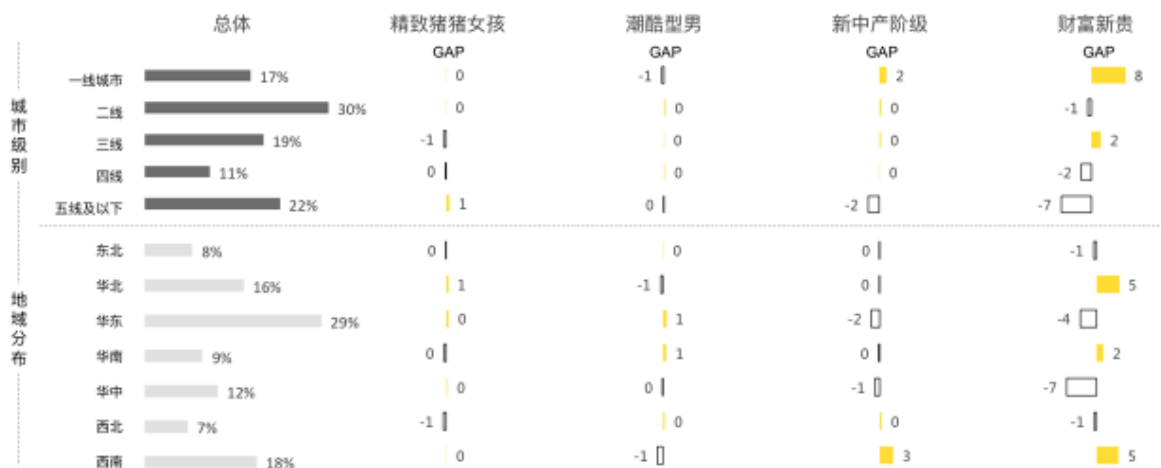 总体 精致猪猪女孩 潮酷型男 新中产阶级 财富新贵
GAP GAP GAP GAP
城市级别
一线城市 17% 0 -1 2 8
二线 30% 0 0 0 -1
三线 19% -1 0 0 2
四线 11% 0 0 0 -2
五线及以下 22% 1 0 -2 -7
地域分布
东北 8% 0 0 0 -1
华北 16% 1 -1 0 5
华东 29% 0 1 -2 -4
华南 9% 0 1 0 2
华中 12% 0 0 -1 -7
西北 7% -1 0 0 -1
西南 18% 0 -1 3 5